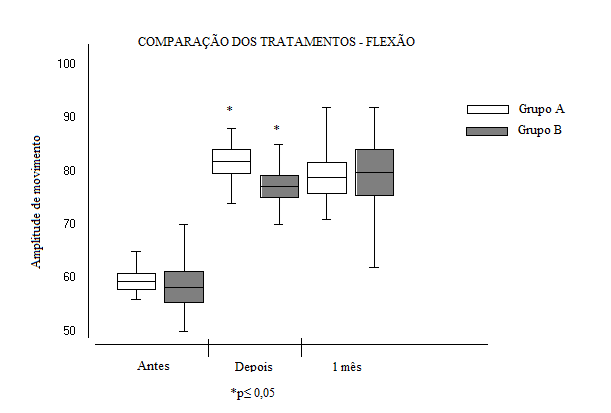 COMPARAÇÃO DOS TRATAMENTOS - FLEXÃO
Amplitude de movimento
100
90
80
70
60
50
*
*
Grupo A
Grupo B
Antes
Depois
1 mês
*p≤ 0,05